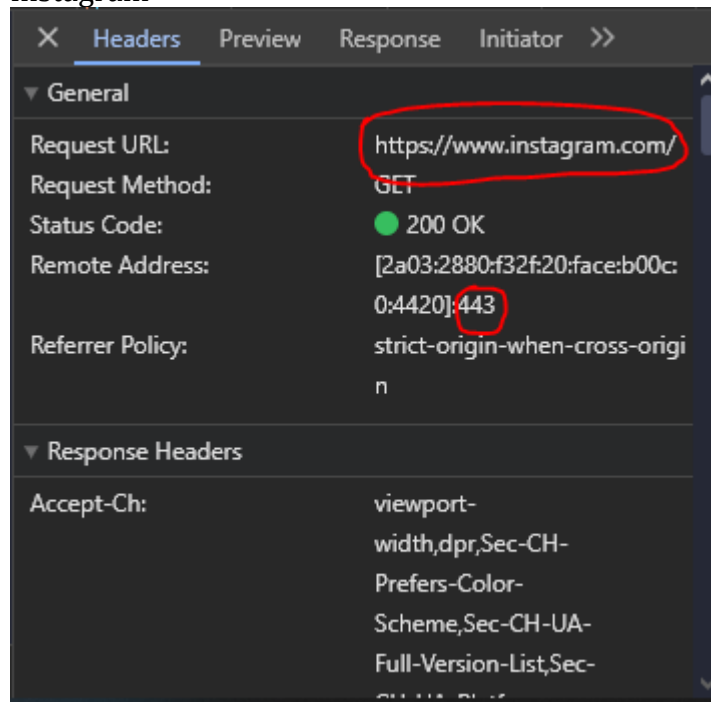 Headers Preview Response Initiator
General
Request URL: https://www.instagram.com/
Request Method: GET
Status Code: 200 OK
Remote Address: [2a03:2880:f32f:20:face:b00c:
0:4420]:443
Referrer Policy: strict-origin-when-cross-origi
n
Response Headers
Accept-Ch: viewport-
width,dpr,Sec-CH-
Prefers-Color-
Scheme,Sec-CH-UA-
Full-Version-List,Sec-